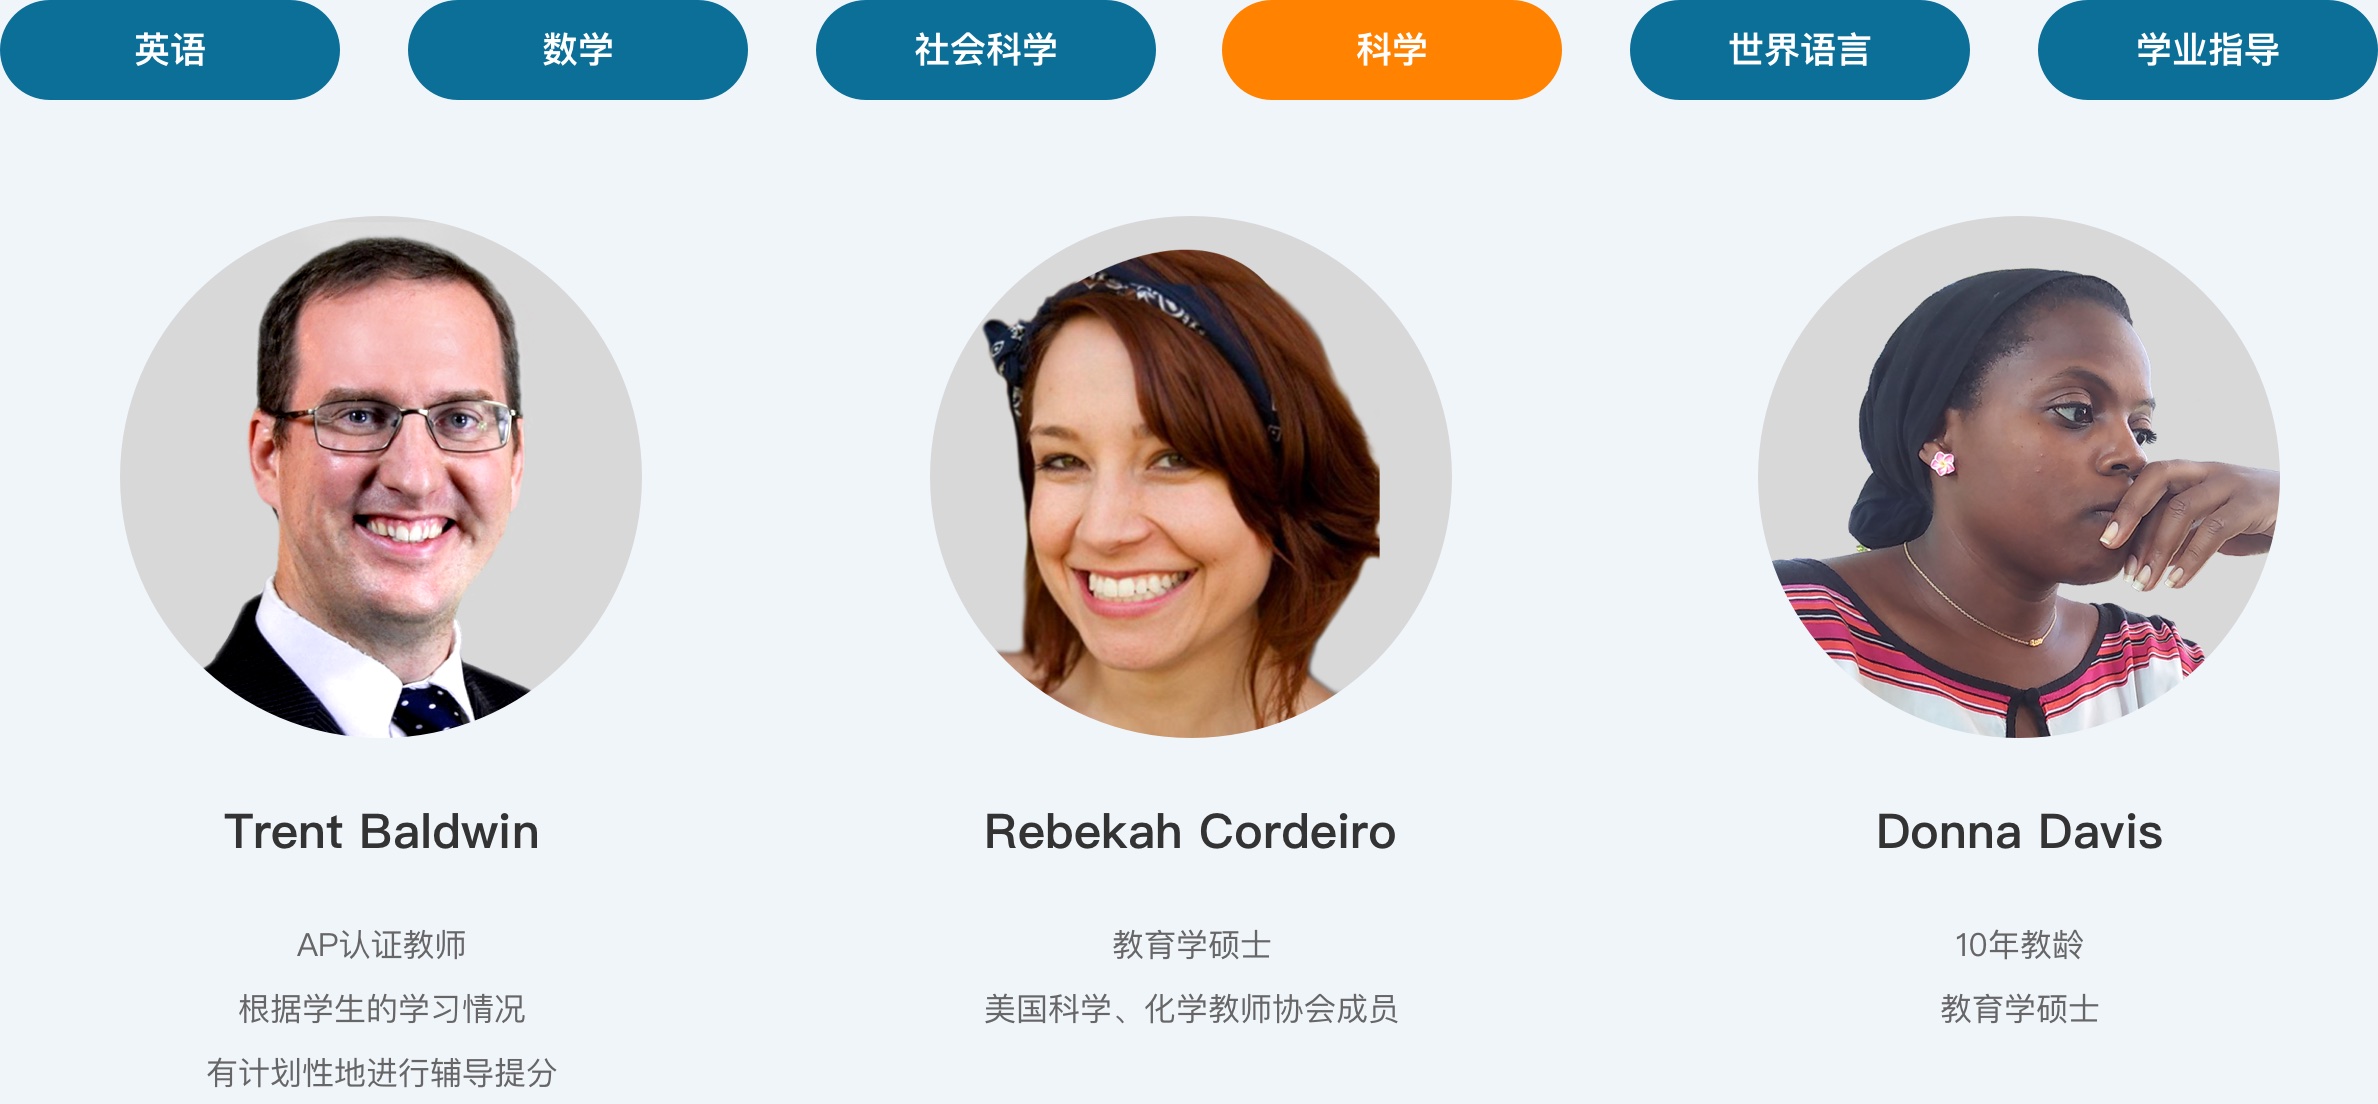 英语
数学
社会科学
科学
世界语言
学业指导
Trent Baldwin
Rebekah Cordeiro
Donna Davis
AP认证教师
根据学生的学习情况
有计划性地进行辅导提分
教育学硕士
美国科学、化学教师协会成员
10年教龄
教育学硕士